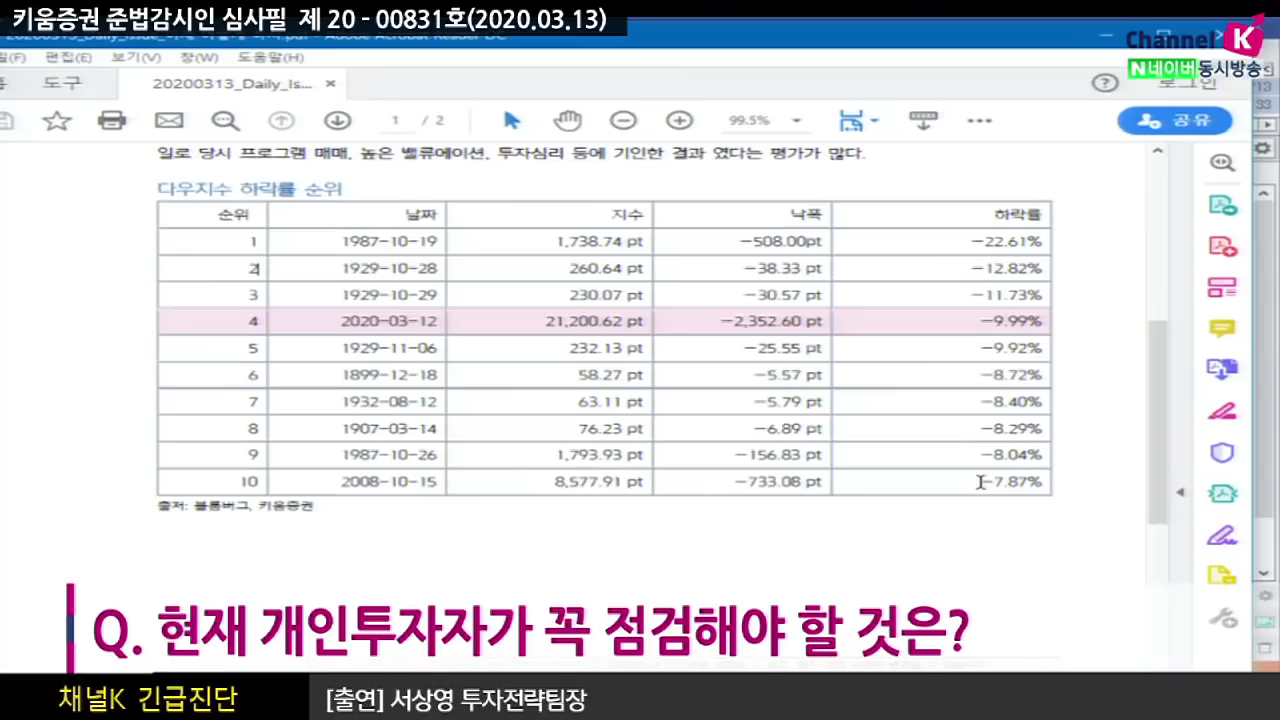 키움증권 준법감시인 심사필 제 20 - 00831호(2020.03.13)
Channel K
N 네이버 동시방송
편집(E) 보기(V) 창(W) 도움말(H)
도구 20200313_Daily_Is... × ? 로그인
1 / 2 99.5% 공유
일로 당시 프로그램 매매, 높은 밸류에이션, 투자심리 등에 기인한 결과 였다는 평가가 많다.
다우지수 하락률 순위
순위 날짜 지수 낙폭 하락률
1 1987-10-19 1,738.74 pt -508.00pt -22.61%
2 1929-10-28 260.64 pt -38.33 pt -12.82%
3 1929-10-29 230.07 pt -30.57 pt -11.73%
4 2020-03-12 21,200.62 pt -2,352.60 pt -9.99%
5 1929-11-06 232.13 pt -25.55 pt -9.92%
6 1899-12-18 58.27 pt -5.57 pt -8.72%
7 1932-08-12 63.11 pt -5.79 pt -8.40%
8 1907-03-14 76.23 pt -6.89 pt -8.29%
9 1987-10-26 1,793.93 pt -156.83 pt -8.04%
10 2008-10-15 8,577.91 pt -733.08 pt -7.87%
출처: 블룸버그, 키움증권
Q. 현재 개인투자자가 꼭 점검해야 할 것은?
채널K 긴급진단 [출연] 서상영 투자전략팀장